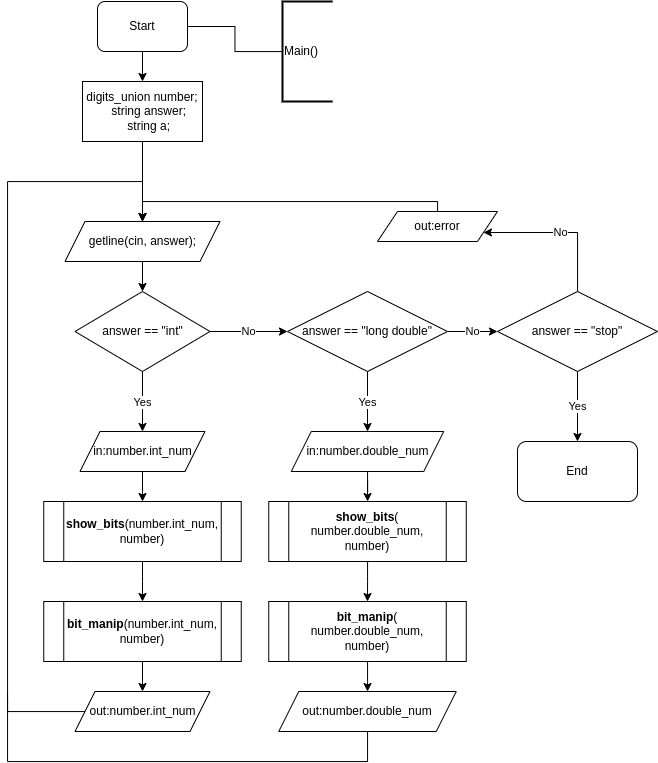 Start
Main()
digits_union number;
string answer;
string a;
out:error
getline(cin, answer);
No
answer == "int"
No
answer == "long double"
No
answer == "stop"
Yes
Yes
Yes
in:number.int_num
in:number.double_num
End
show_bits(number.int_num,
number)
show_bits(
number.double_num,
number)
bit_manip(number.int_num,
number)
bit_manip(
number.double_num,
number)
out:number.int_num
out:number.double_num